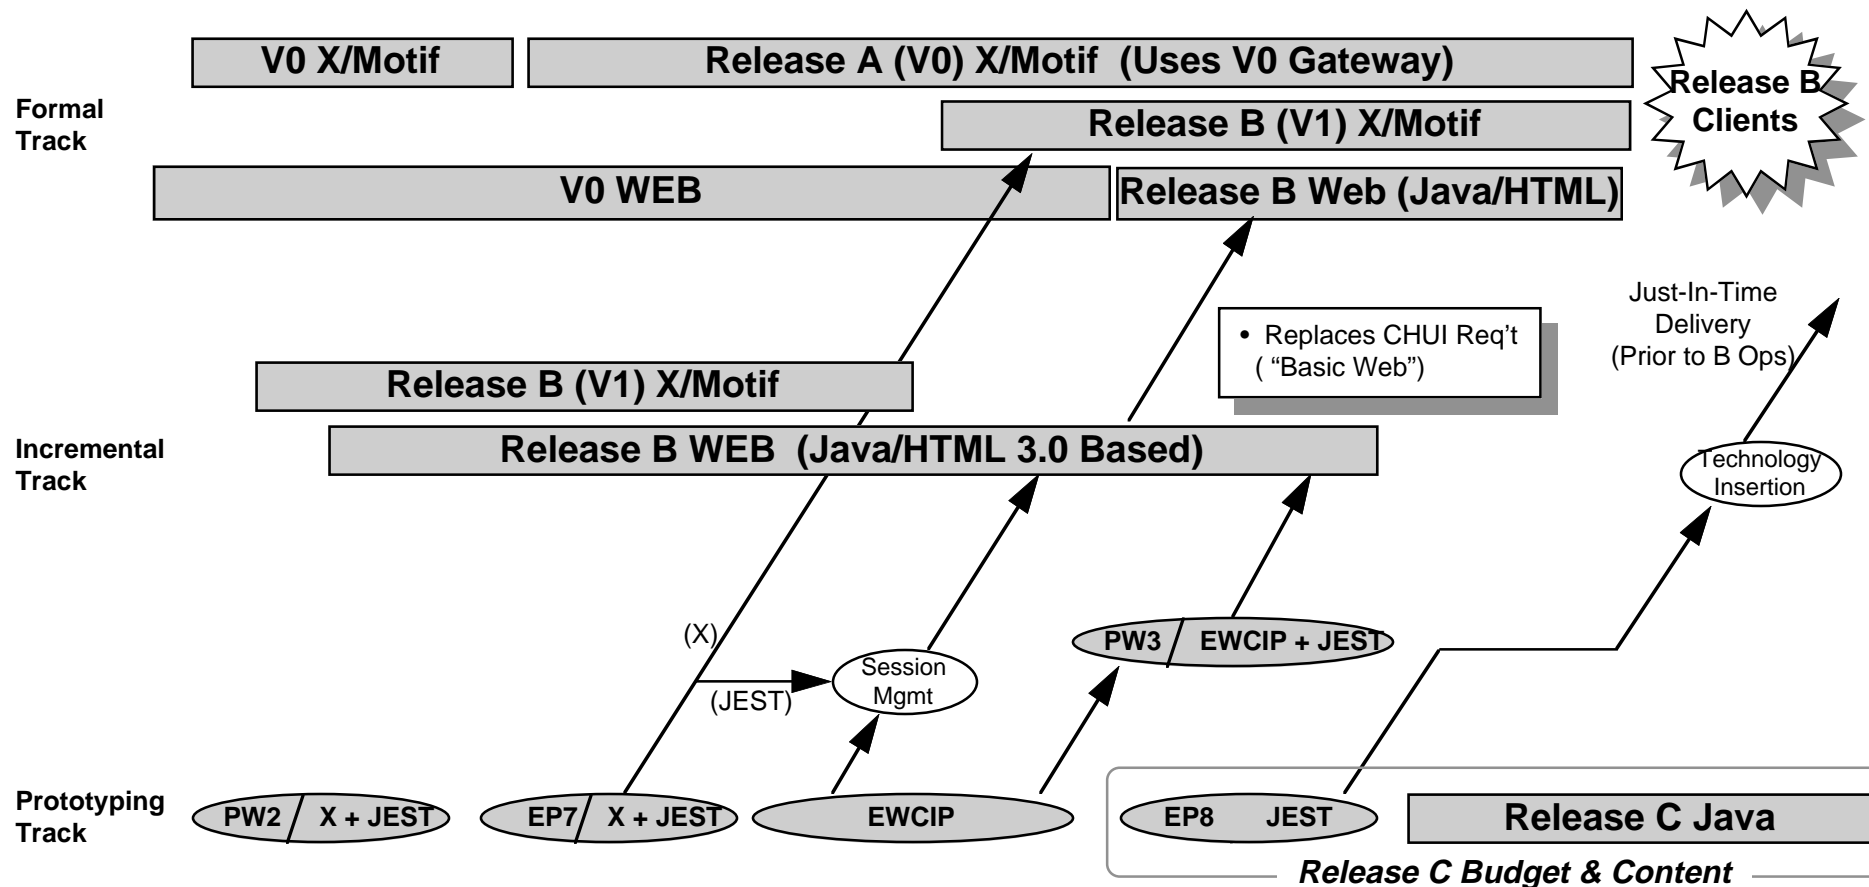 V0 X/Motif
Release A (V0) X/Motif  (Uses V0 Gateway)
Release B
Clients
Formal
Track
Release B (V1) X/Motif
V0 WEB
Release B Web (Java/HTML)
Just-In-Time
Delivery
(Prior to B Ops)
• Replaces CHUI Req't
( “Basic Web”)
Release B (V1) X/Motif
Incremental
Track
Release B WEB  (Java/HTML 3.0 Based)
Technology
Insertion
(X)
(JEST)
Session
Mgmt
PW3 / EWCIP + JEST
Prototyping
Track
PW2 / X + JEST
EP7 / X + JEST
EWCIP
EP8 JEST
Release C Java
Release C Budget & Content